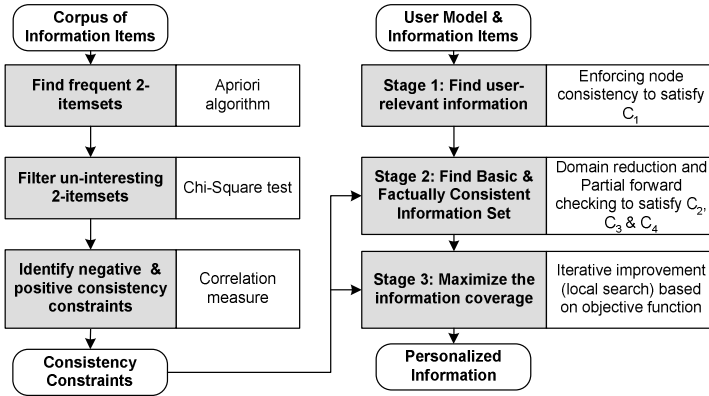 Corpus of
Information Items
Find frequent 2-
itemsets
Apriori
algorithm
Filter un-interesting
2-itemsets
Chi-Square test
Identify negative & 
positive consistency
constraints
Correlation
measure
Consistency
Constraints
User Model &
Information Items
Stage 1: Find user-
relevant information
Enforcing node
consistency to satisfy
C1
Stage 2: Find Basic &
Factually Consistent
Information Set
Domain reduction and
Partial forward
checking to satisfy C2,
C3 & C4
Stage 3: Maximize the
information coverage
Iterative improvement
(local search) based
on objective function
Personalized
Information